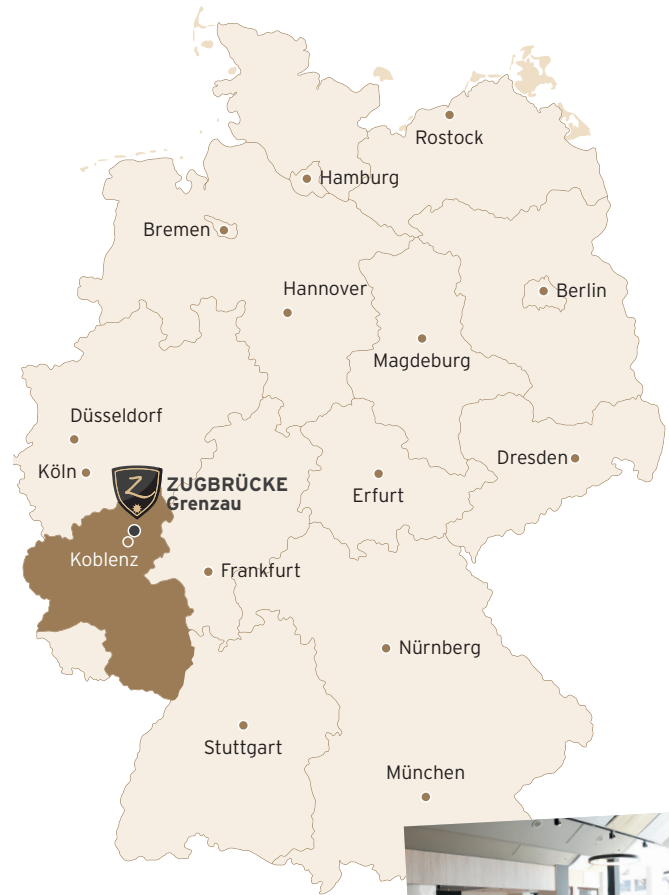 Rostock
Hamburg
Bremen
Hannover
Berlin
Magdeburg
Düsseldorf
Köln
Z
ZUGBRÜCKE
Grenzau
Erfurt
Dresden
Koblenz
Frankfurt
Nürnberg
Stuttgart
München